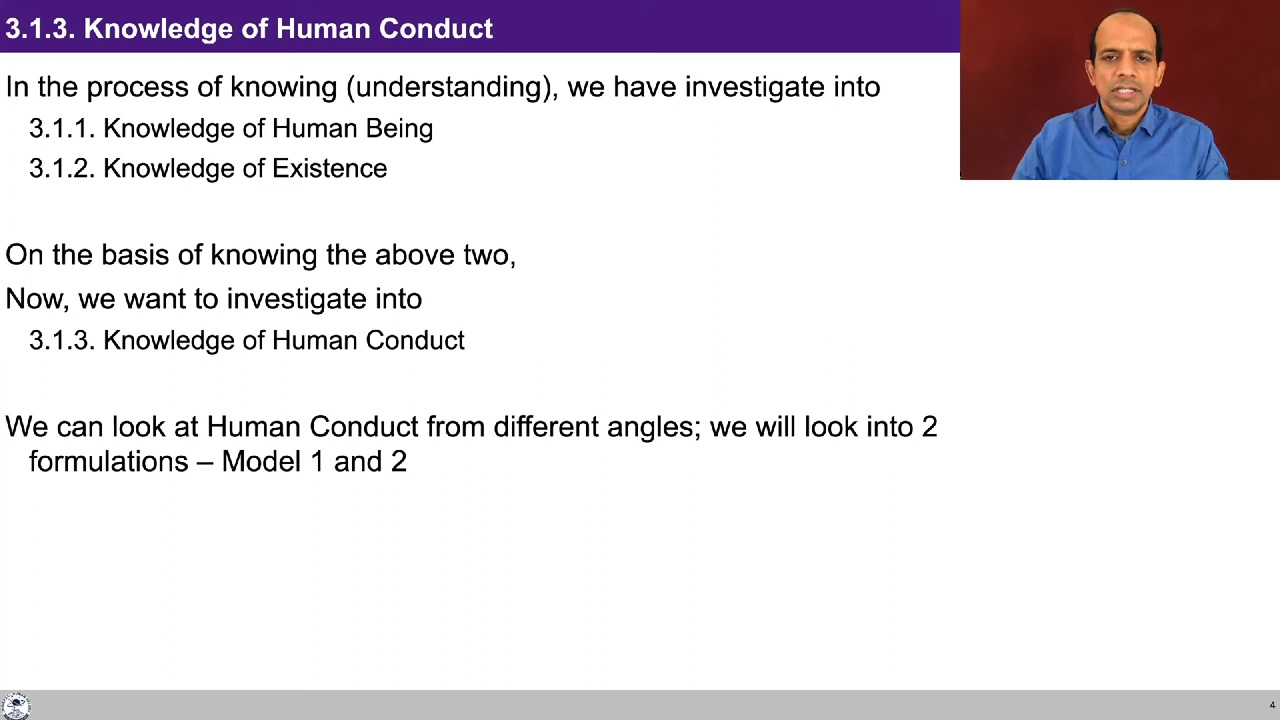 3.1.3. Knowledge of Human Conduct
In the process of knowing (understanding), we have investigate into
3.1.1. Knowledge of Human Being
3.1.2. Knowledge of Existence
On the basis of knowing the above two,
Now, we want to investigate into
3.1.3. Knowledge of Human Conduct
We can look at Human Conduct from different angles; we will look into 2
formulations – Model 1 and 2
4